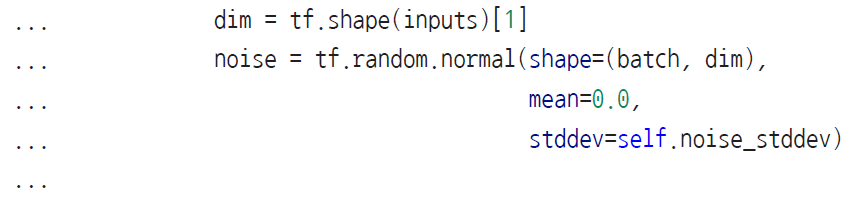 ...             dim = tf.shape(inputs)[1]
...             noise = tf.random.normal(shape=(batch, dim),
...                                      mean=0.0,
...                                      stddev=self.noise_stddev)
...